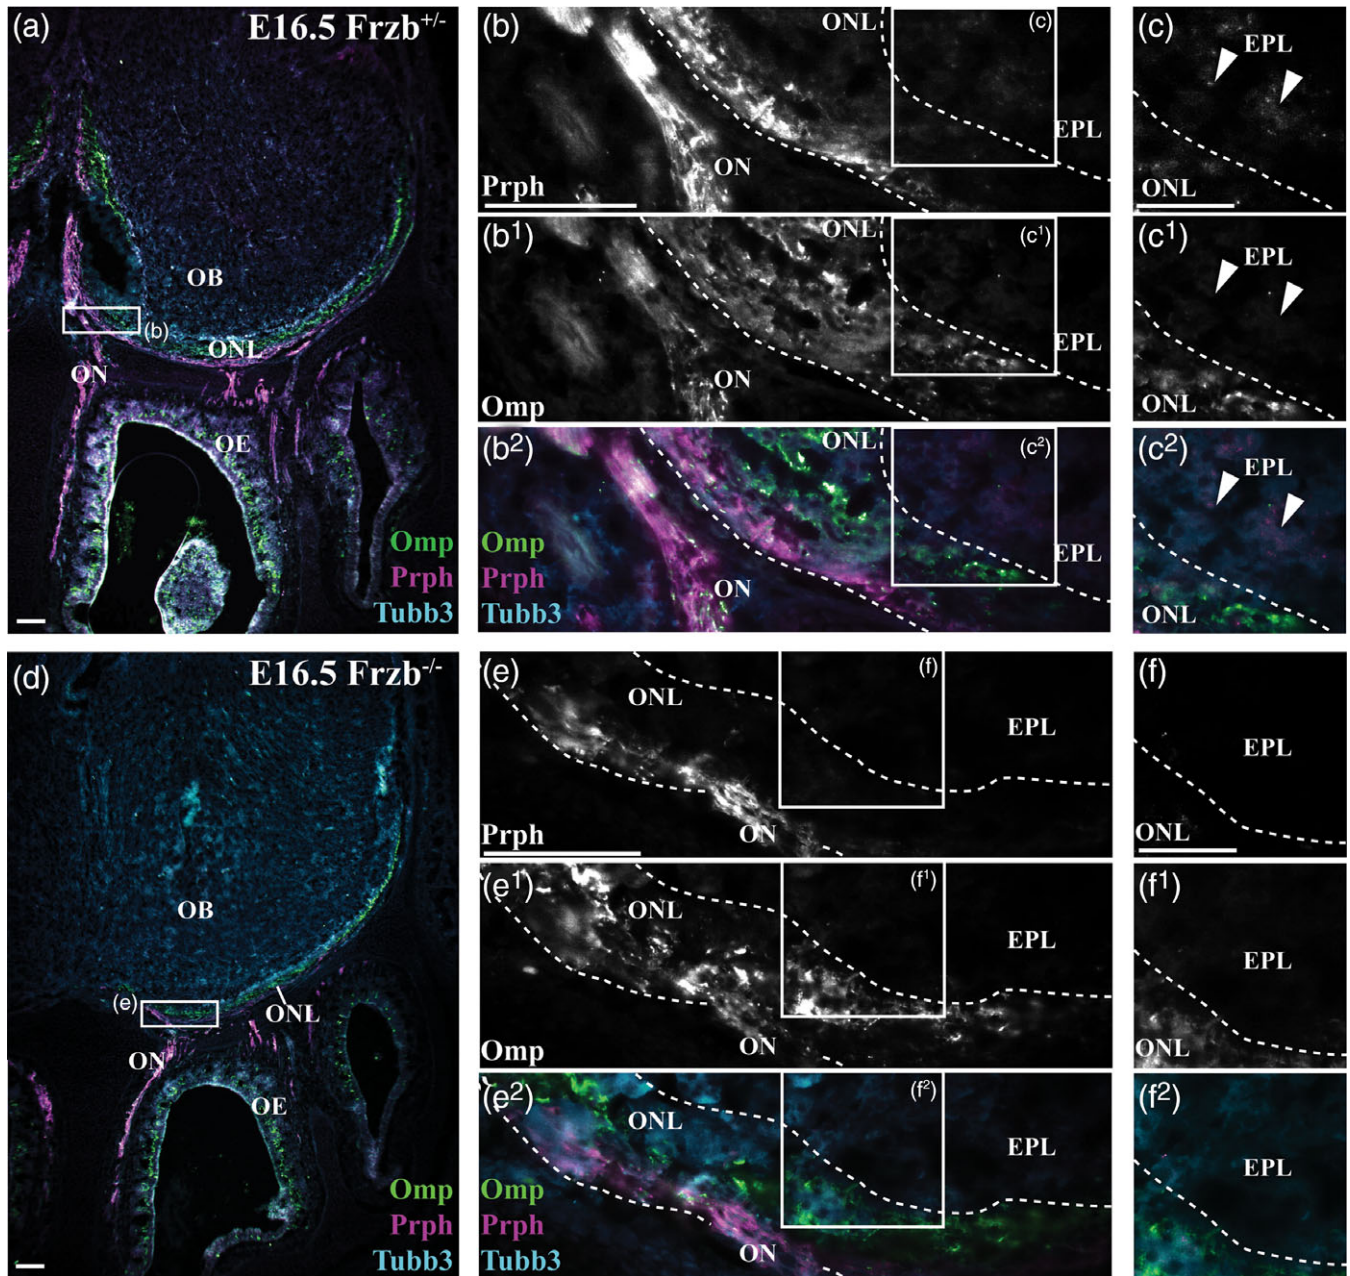 (a) E16.5 Frzb+/-
OB
(b)
ONL
ON
OE
Omp
Prph
Tubb3
(b) ONL (c)
EPL
ON
Prph
(b1) ONL (c1)
EPL
ON
Omp
(b2) ONL (c2)
Omp
Prph EPL
Tubb3 ON
(c) EPL
ONL
(c1) EPL
ONL
(c2) EPL
ONL
(d) E16.5 Frzb-/-
OB
(e)
ONL
ON
OE
Omp
Prph
Tubb3
(e) ONL (f)
EPL
Prph ON
(e1) ONL (f1)
EPL
Omp ON
(e2) ONL (f2)
Omp EPL
Prph
Tubb3 ON
(f)
EPL
ONL
(f1)
EPL
ONL
(f2)
EPL